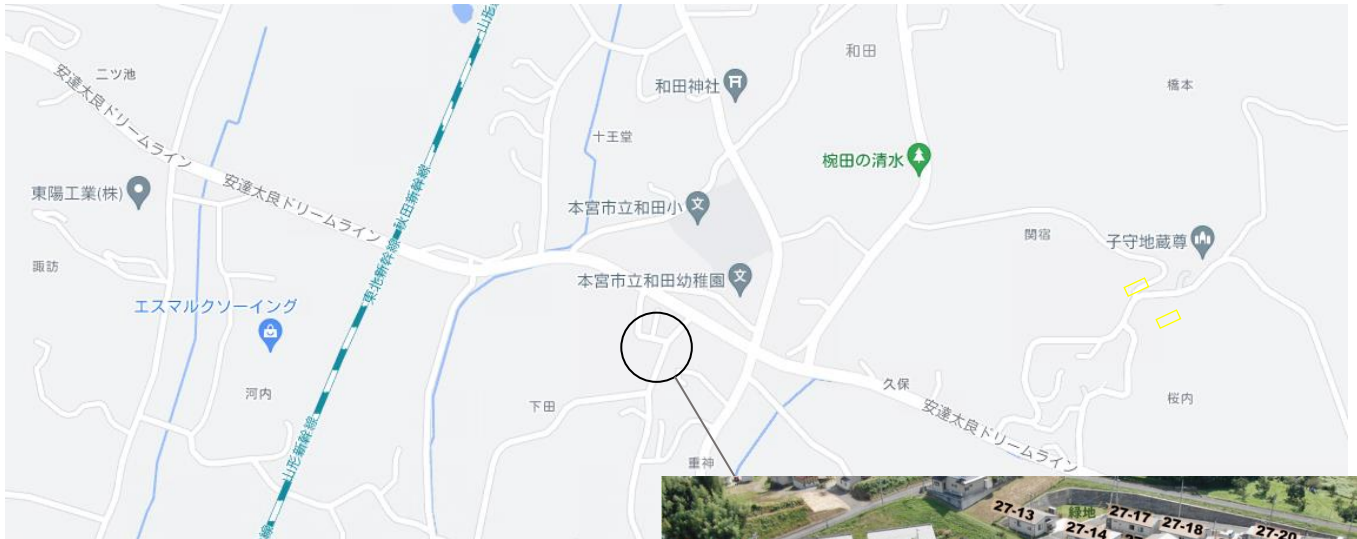 二ツ池
和田
橋本
和田神社
安達太良ドリームライン
十王堂
椀田の清水
東陽工業(株)
安達太良ドリームライン
秋田新幹線
山形
本宮市立和田小
関宿
子守地蔵尊
諏訪
東北新幹線
本宮市立和田幼稚園
エスマルクソーイング
河内
久保
桜内
下田
安達太良ドリームライン
山形新幹線
重神
線
27-13
緑地
27-17
27-18
27-20
27-14